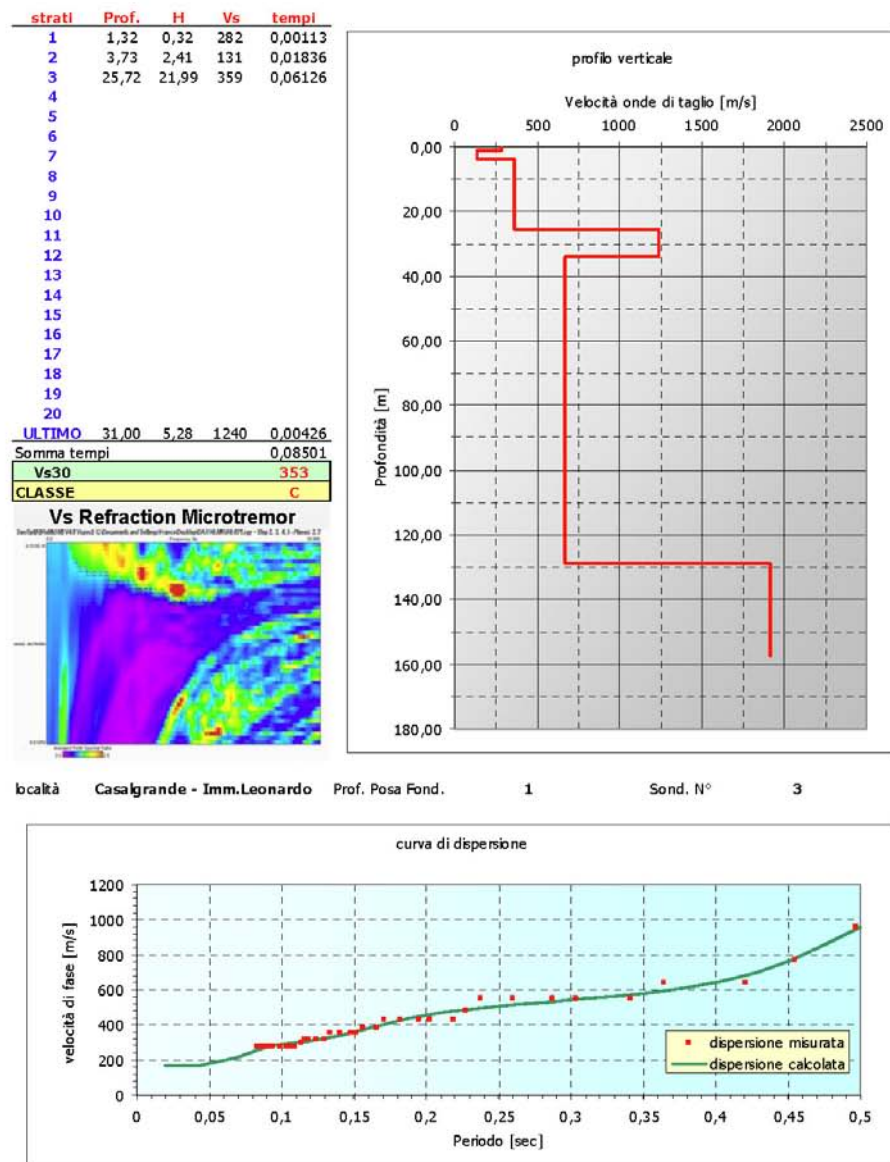 strati Prof. H Vs tempi
1 1,32 0,32 282 0,00113
2 3,73 2,41 131 0,01836
3 25,72 21,99 359 0,06126
4
5
6
7
8
9
10
11
12
13
14
15
16
17
18
19
20
ULTIMO 31,00 5,28 1240 0,00426
Somma tempi 0,08501
Vs30 353
CLASSE C
Vs Refraction Microtremor
profilo verticale
Velocità onde di taglio [m/s]
0 500 1000 1500 2000 2500
0,00
20,00
40,00
60,00
80,00
100,00
120,00
140,00
160,00
180,00
Profondità [m]
località Casalgrande - Imm.Leonardo Prof. Posa Fond. 1 Sond. N° 3
curva di dispersione
1200
1000
800
600
400
200
0
velocità di fase [m/s]
0 0,05 0,1 0,15 0,2 0,25 0,3 0,35 0,4 0,45 0,5
Periodo [sec]
dispersione misurata
dispersione calcolata